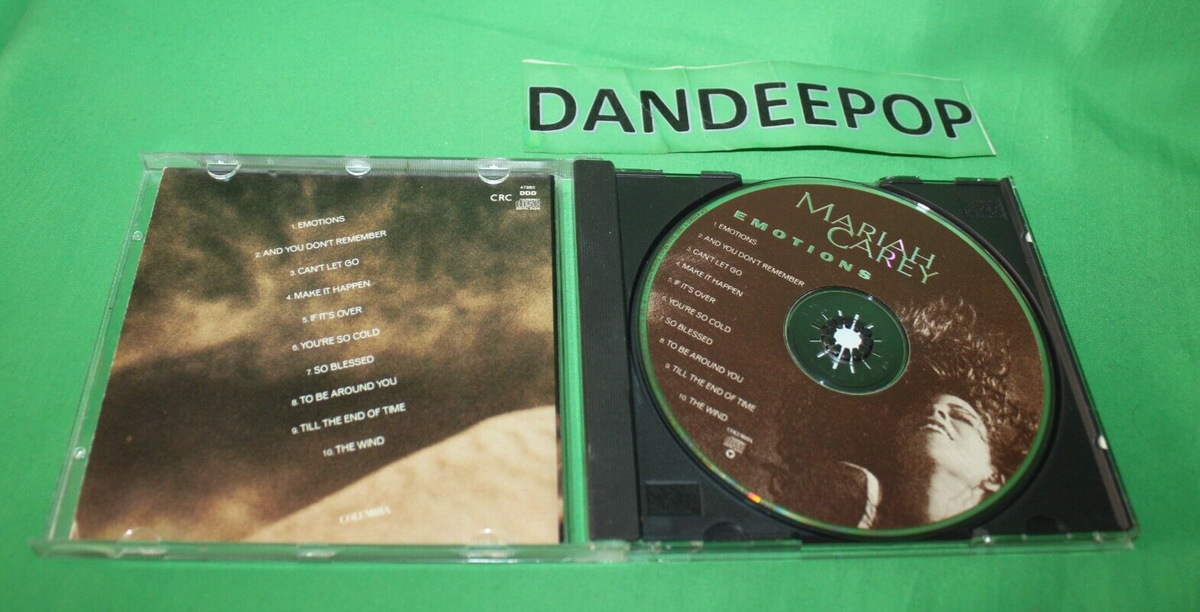 DANDEEPOP
CRC
47980
DDD
1. EMOTIONS
2. AND YOU DON'T REMEMBER
3. CAN'T LET GO
4. MAKE IT HAPPEN
5. IF IT'S OVER
6. YOU'RE SO COLD
7. SO BLESSED
8. TO BE AROUND YOU
9. TILL THE END OF TIME
10. THE WIND
COLUMBIA
MARIAH
CAREY
EMOTIONS
1. EMOTIONS
2. AND YOU DON'T REMEMBER
3. CAN'T LET GO
4. MAKE IT HAPPEN
5. IF IT'S OVER
6. YOU'RE SO COLD
7. SO BLESSED
8. TO BE AROUND YOU
9. TILL THE END OF TIME
10. THE WIND
COLUMBIA